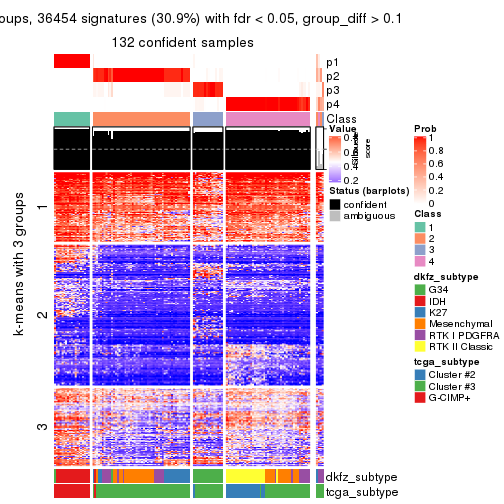 oups, 36454 signatures (30.9%) with fdr < 0.05, group_diff > 0.1
132 confident samples
p1
p2
p3
p4
Class
Value
0.4
0.2
score
Status (barplots)
confident
ambiguous
Prob
1
0.8
0.6
0.4
0.2
0
Class
1
2
3
4
dkfz_subtype
G34
IDH
K27
Mesenchymal
RTK I PDGFRA
RTK II Classic
tcga_subtype
Cluster #2
Cluster #3
G-CIMP+
k-means with 3 groups
1
2
3
dkfz_subtype
tcga_subtype